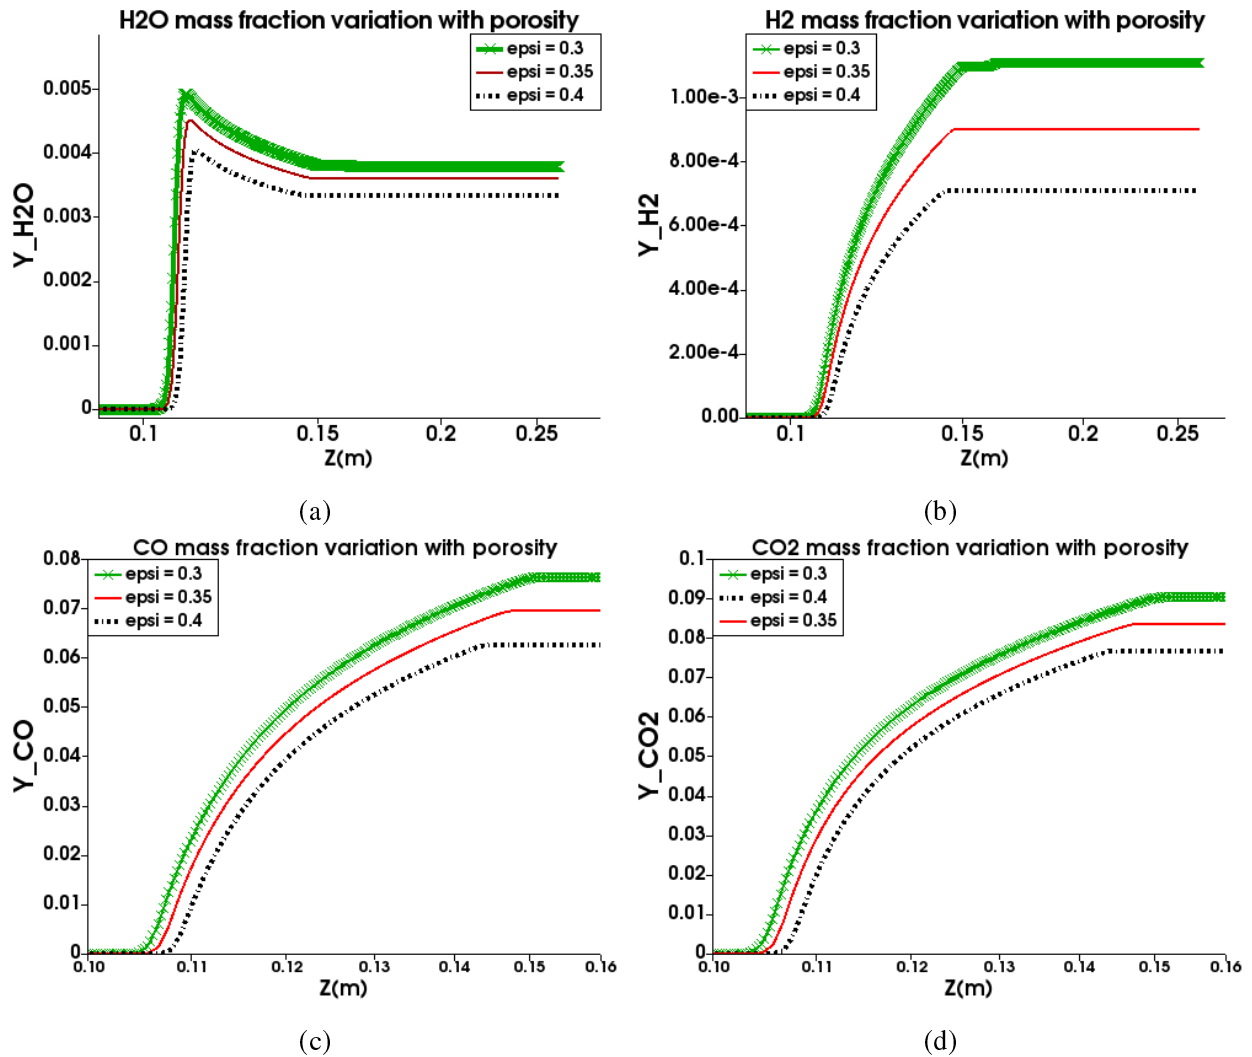 H2O mass fraction variation with porosity
epsi = 0.3
epsi = 0.35
epsi = 0.4
Y_H2O
0.005
0.004
0.003
0.002
0.001
0
0.1 0.15 0.2 0.25
Z(m)
(a)
H2 mass fraction variation with porosity
epsi = 0.3
epsi = 0.35
epsi = 0.4
Y_H2
1.00e-3
8.00e-4
6.00e-4
4.00e-4
2.00e-4
0.00
0.1 0.15 0.2 0.25
Z(m)
(b)
CO mass fraction variation with porosity
epsi = 0.3
epsi = 0.35
epsi = 0.4
Y_CO
0.08
0.07
0.06
0.05
0.04
0.03
0.02
0.01
0
0.10 0.11 0.12 0.13 0.14 0.15 0.16
Z(m)
(c)
CO2 mass fraction variation with porosity
epsi = 0.3
epsi = 0.4
epsi = 0.35
Y_CO2
0.1
0.09
0.08
0.07
0.06
0.05
0.04
0.03
0.02
0.01
0
0.10 0.11 0.12 0.13 0.14 0.15 0.16
Z(m)
(d)